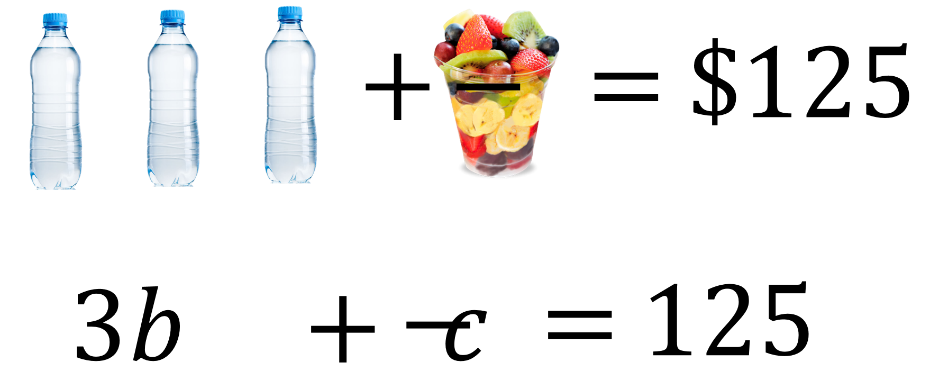 + − = $125
3b + −c = 125